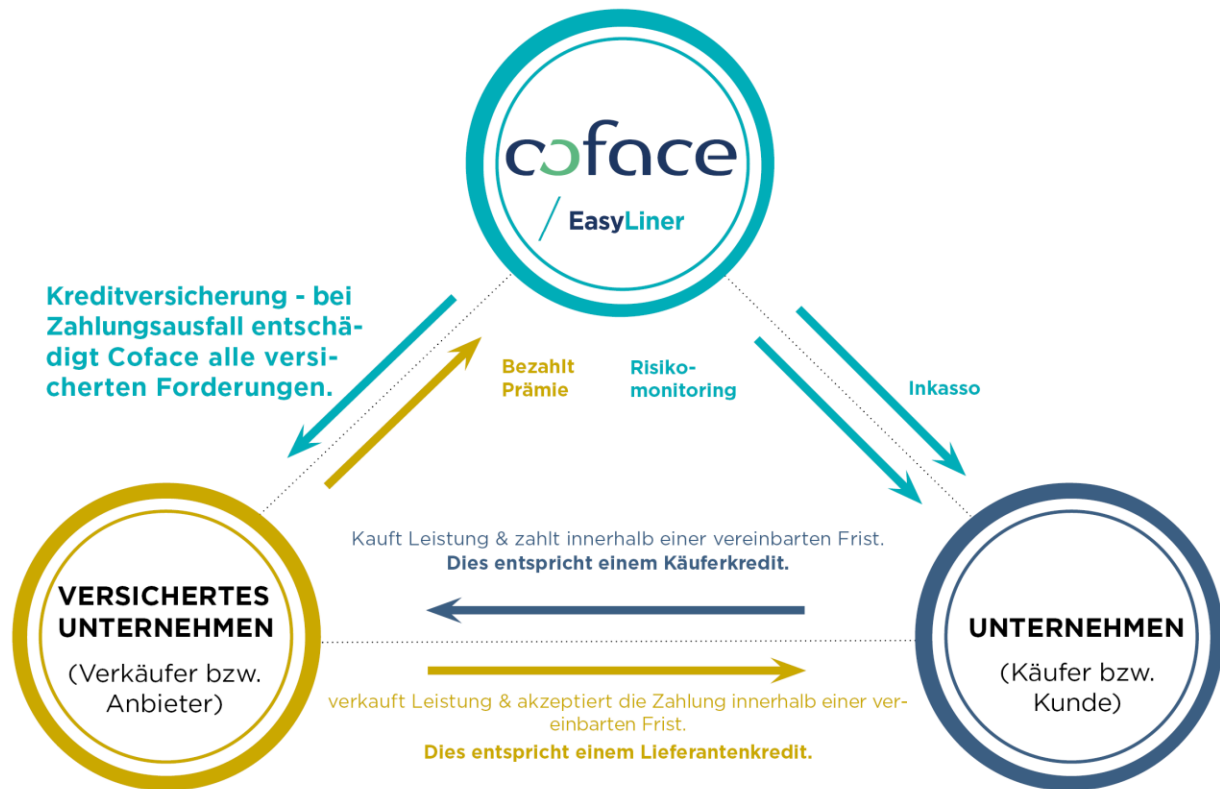 coface
/ EasyLiner
Kreditversicherung - bei
Zahlungsausfall entschä-
digt Coface alle versi-
cherten Forderungen.
Bezahlt
Prämie
Risiko-
monitoring
Inkasso
Kauft Leistung & zahlt innerhalb einer vereinbarten Frist.
Dies entspricht einem Käuferkredit.
VERSICHERTES
UNTERNEHMEN
(Verkäufer bzw.
Anbieter)
UNTERNEHMEN
(Käufer bzw.
Kunde)
verkauft Leistung & akzeptiert die Zahlung innerhalb einer ver-
einbarten Frist.
Dies entspricht einem Lieferantenkredit.